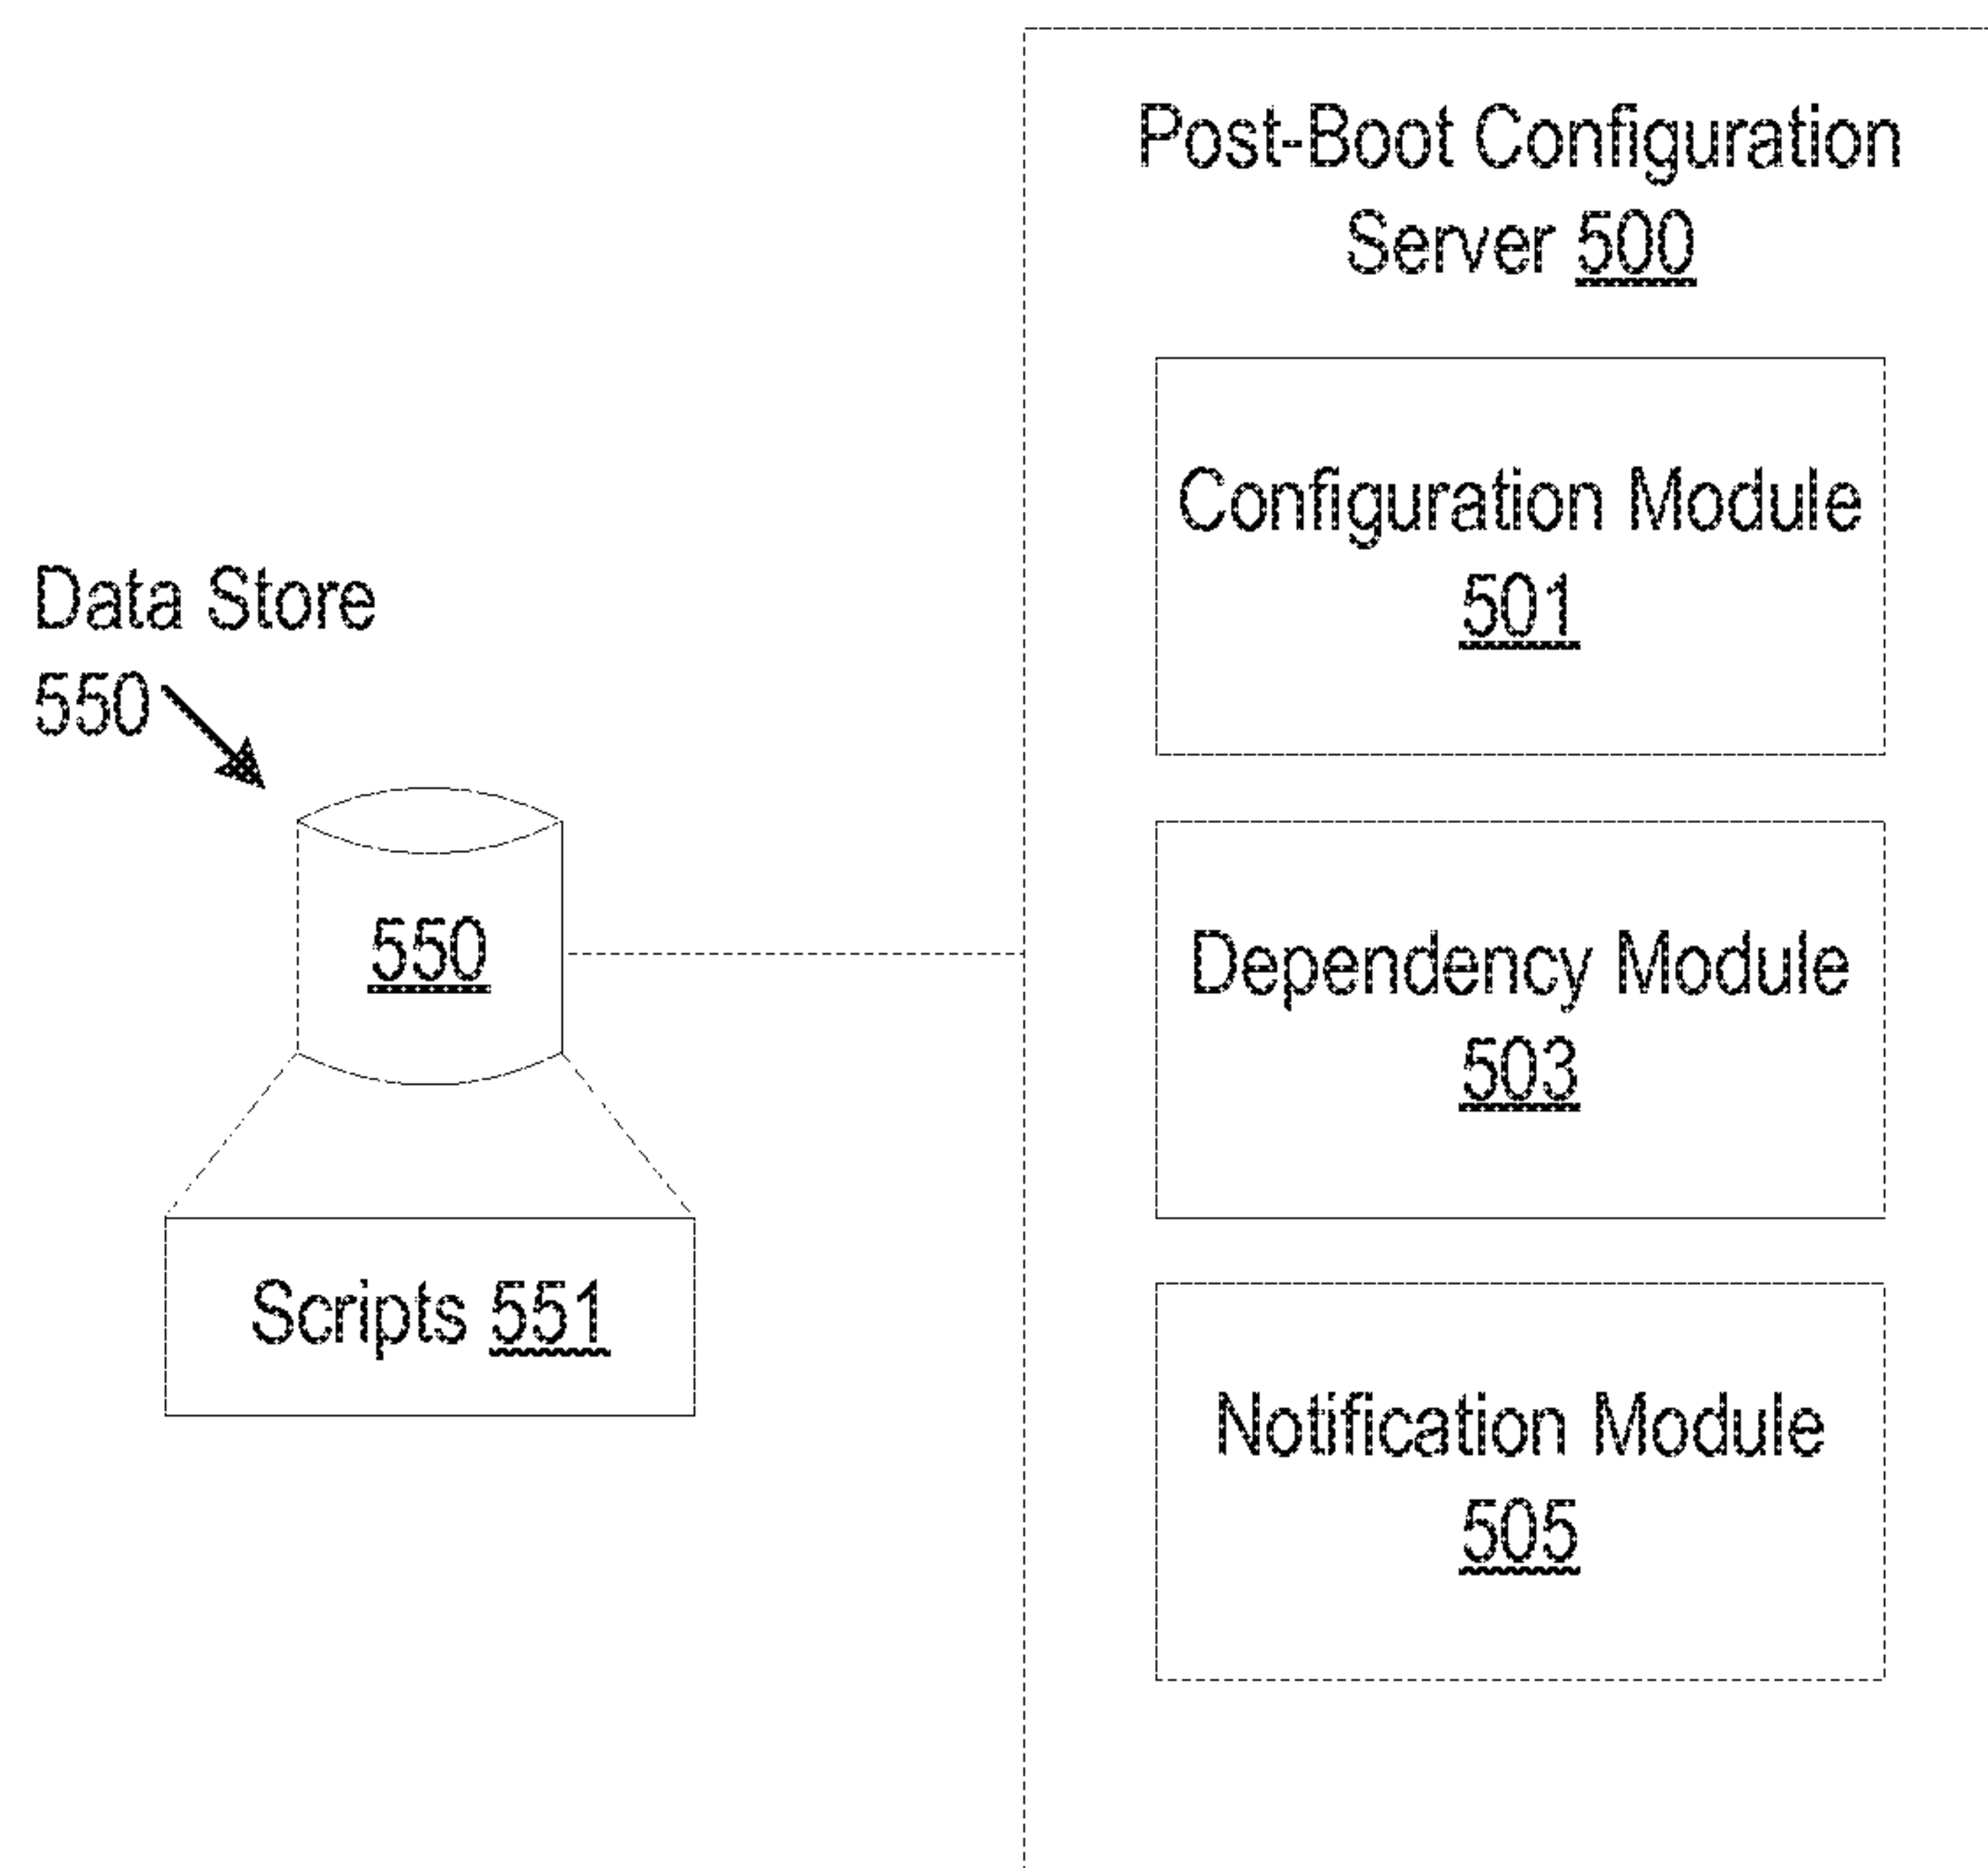 Post-Boot Configuration
Server 500
Configuration Module
501
Data Store
550
550
Dependency Module
503
Scripts 551
Notification Module
505